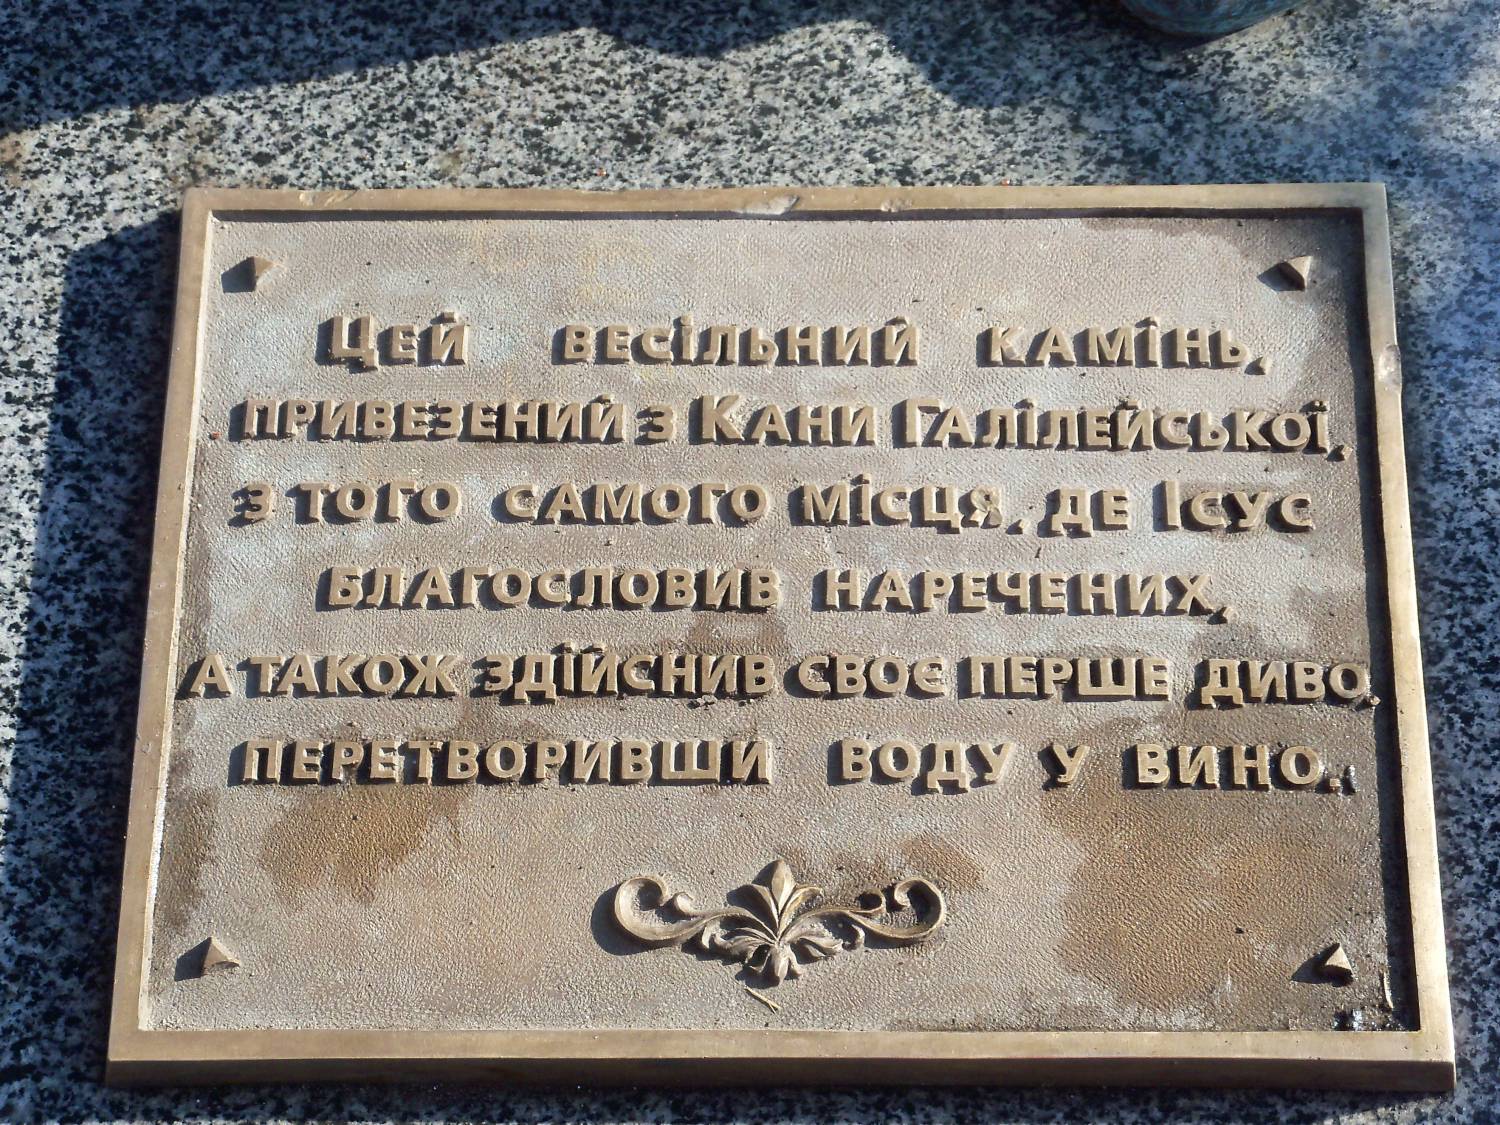 Цей весільний камінь,
привезений з Кани Галілейської,
з того самого місця, де Ісус
благословив наречених,
а також здійснив своє перше диво,
перетворивши воду у вино.